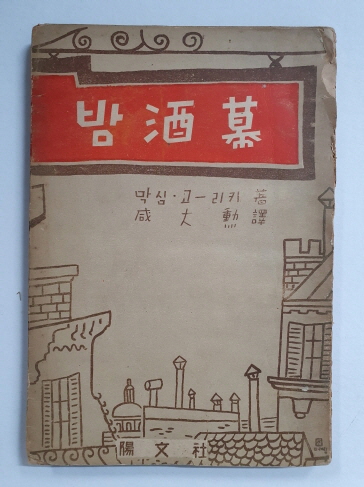 밤酒幕
막심·고―리키 著
咸大勳 譯
陽文社